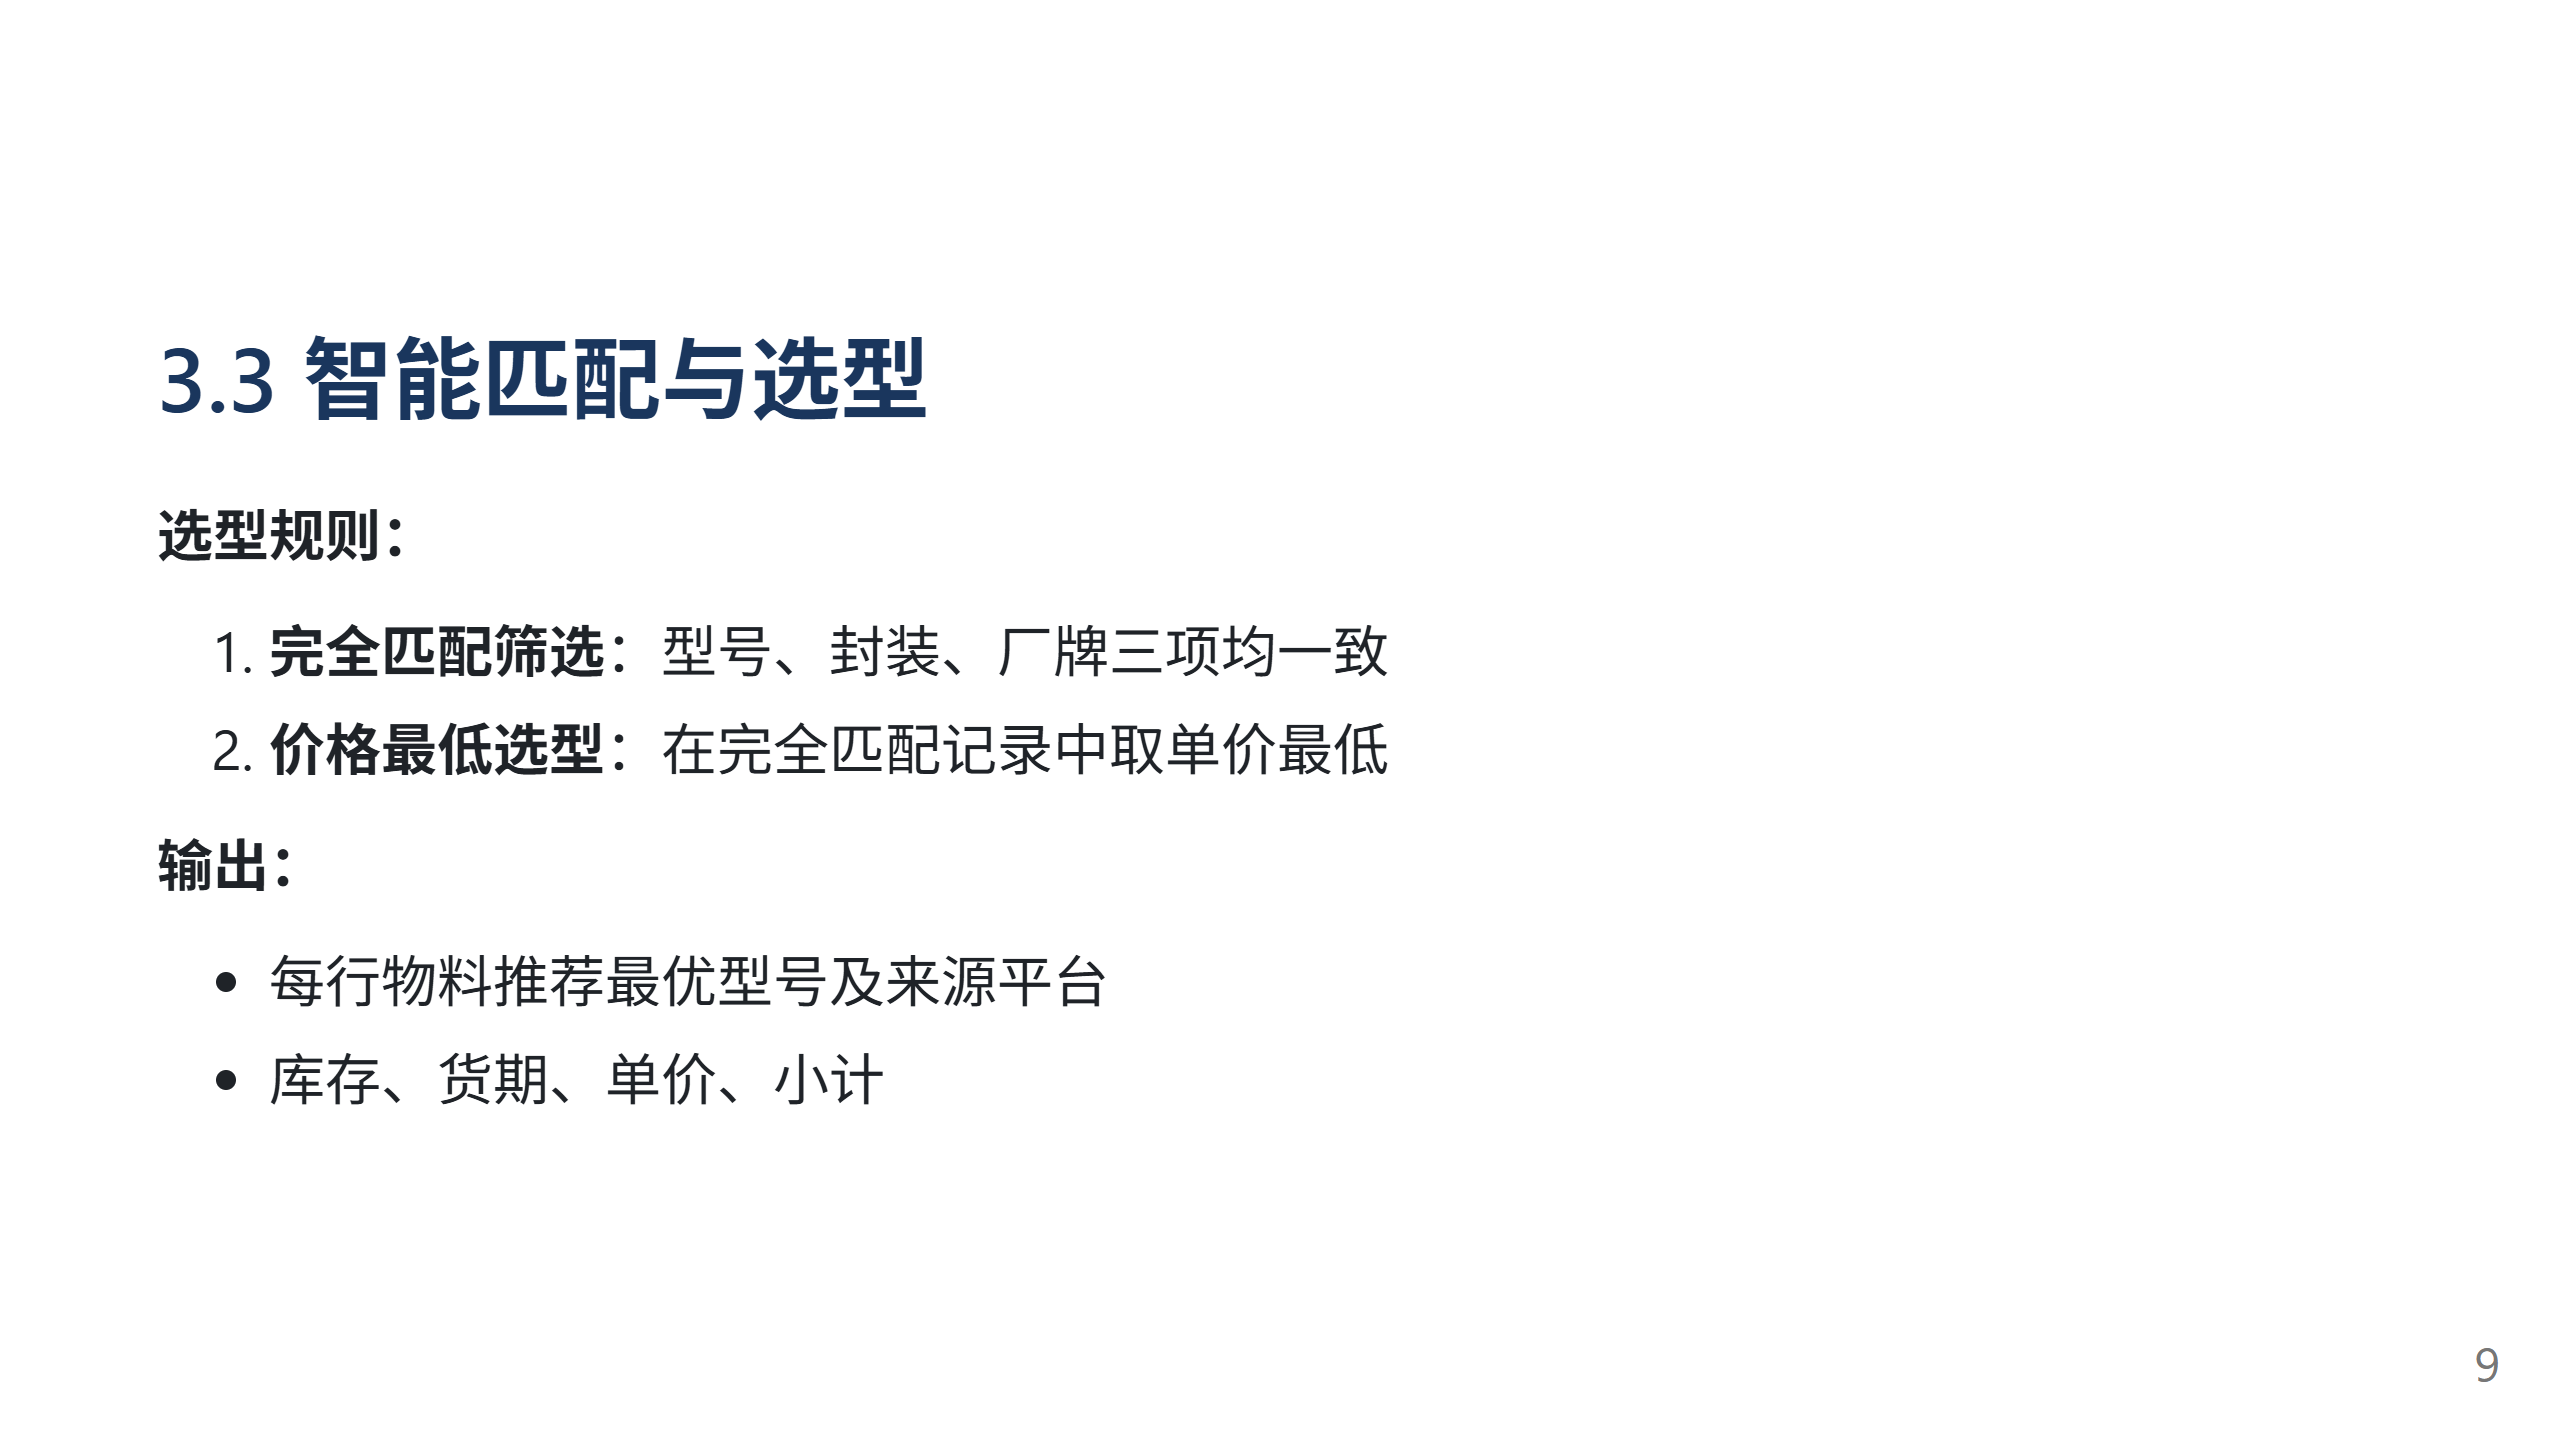 3.3 智能匹配与选型
选型规则：
1. 完全匹配筛选：型号、封装、厂牌三项均一致
2. 价格最低选型：在完全匹配记录中取单价最低
输出：
• 每行物料推荐最优型号及来源平台
• 库存、货期、单价、小计
9